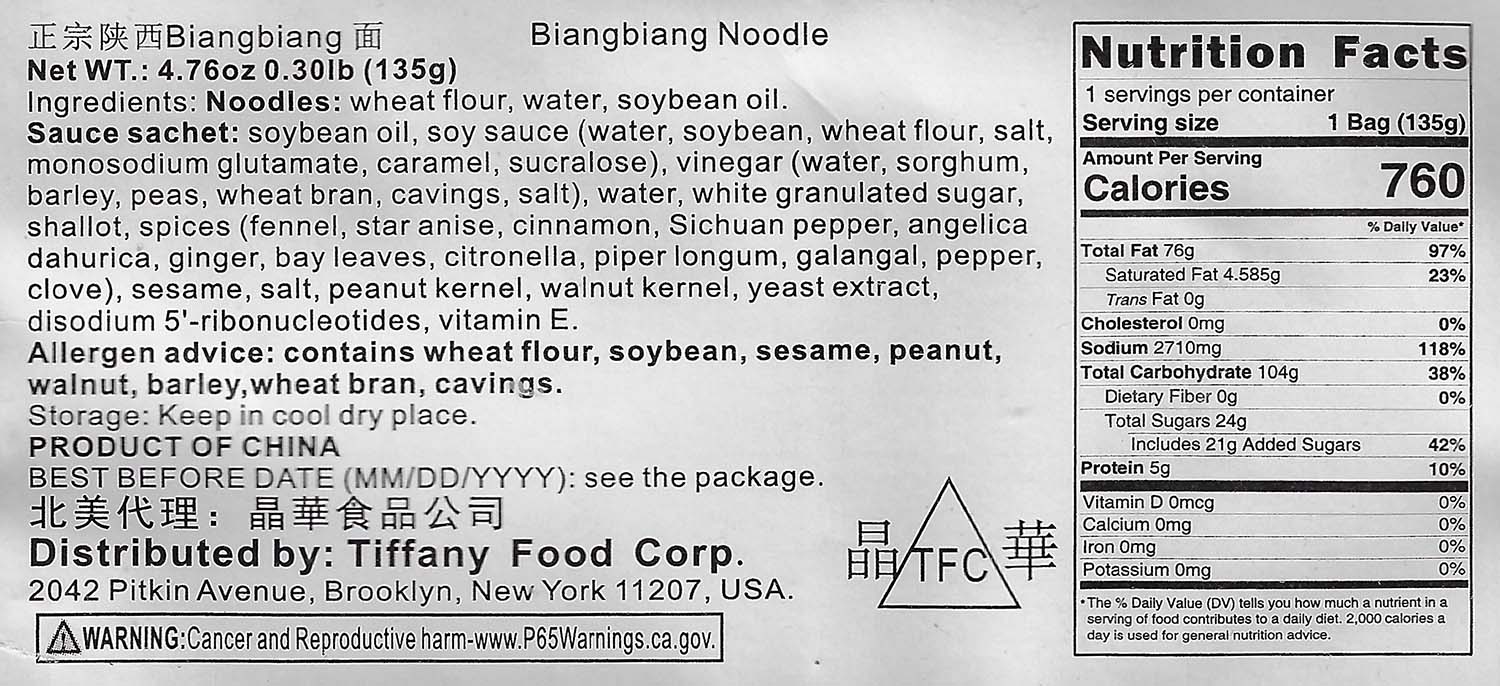 正宗陕西Biangbiang 面 Biangbiang Noodle
Net WT.: 4.76oz 0.30lb (135g)
Ingredients: Noodles: wheat flour, water, soybean oil.
Sauce sachet: soybean oil, soy sauce (water, soybean, wheat flour, salt,
monosodium glutamate, caramel, sucralose), vinegar (water, sorghum,
barley, peas, wheat bran, cavings, salt), water, white granulated sugar,
shallot, spices (fennel, star anise, cinnamon, Sichuan pepper, angelica
dahurica, ginger, bay leaves, citronella, piper longum, galangal, pepper,
clove), sesame, salt, peanut kernel, walnut kernel, yeast extract,
disodium 5'-ribonucleotides, vitamin E.
Allergen advice: contains wheat flour, soybean, sesame, peanut,
walnut, barley,wheat bran, cavings.
Storage: Keep in cool dry place.
PRODUCT OF CHINA
BEST BEFORE DATE (MM/DD/YYYY): see the package.
北美代理：晶華食品公司
Distributed by: Tiffany Food Corp.
2042 Pitkin Avenue, Brooklyn, New York 11207, USA.
WARNING:Cancer and Reproductive harm-www.P65Warnings.ca.gov.
晶 TFC 華
Nutrition Facts
1 servings per container
Serving size 1 Bag (135g)
Amount Per Serving
Calories 760
% Daily Value*
Total Fat 76g 97%
Saturated Fat 4.585g 23%
Trans Fat 0g
Cholesterol 0mg 0%
Sodium 2710mg 118%
Total Carbohydrate 104g 38%
Dietary Fiber 0g 0%
Total Sugars 24g
Includes 21g Added Sugars 42%
Protein 5g 10%
Vitamin D 0mcg 0%
Calcium 0mg 0%
Iron 0mg 0%
Potassium 0mg 0%
*The % Daily Value (DV) tells you how much a nutrient in a
serving of food contributes to a daily diet. 2,000 calories a
day is used for general nutrition advice.